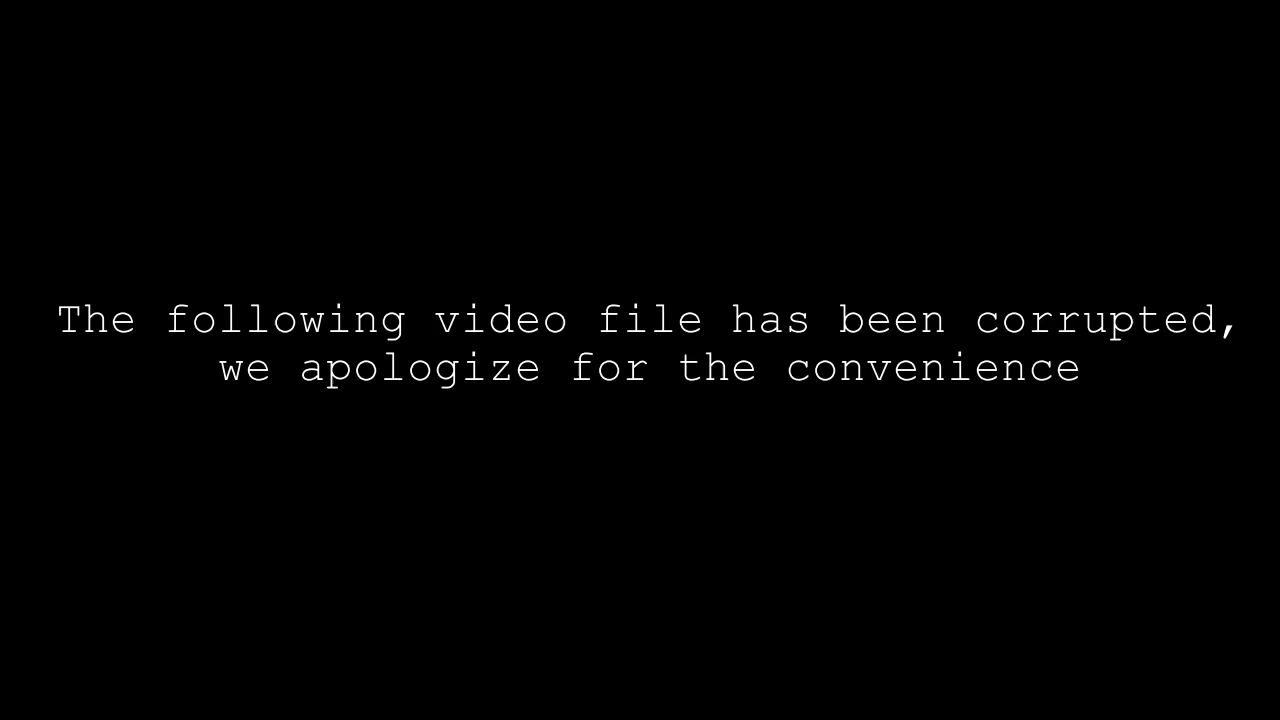 The following video file has been corrupted,
we apologize for the convenience